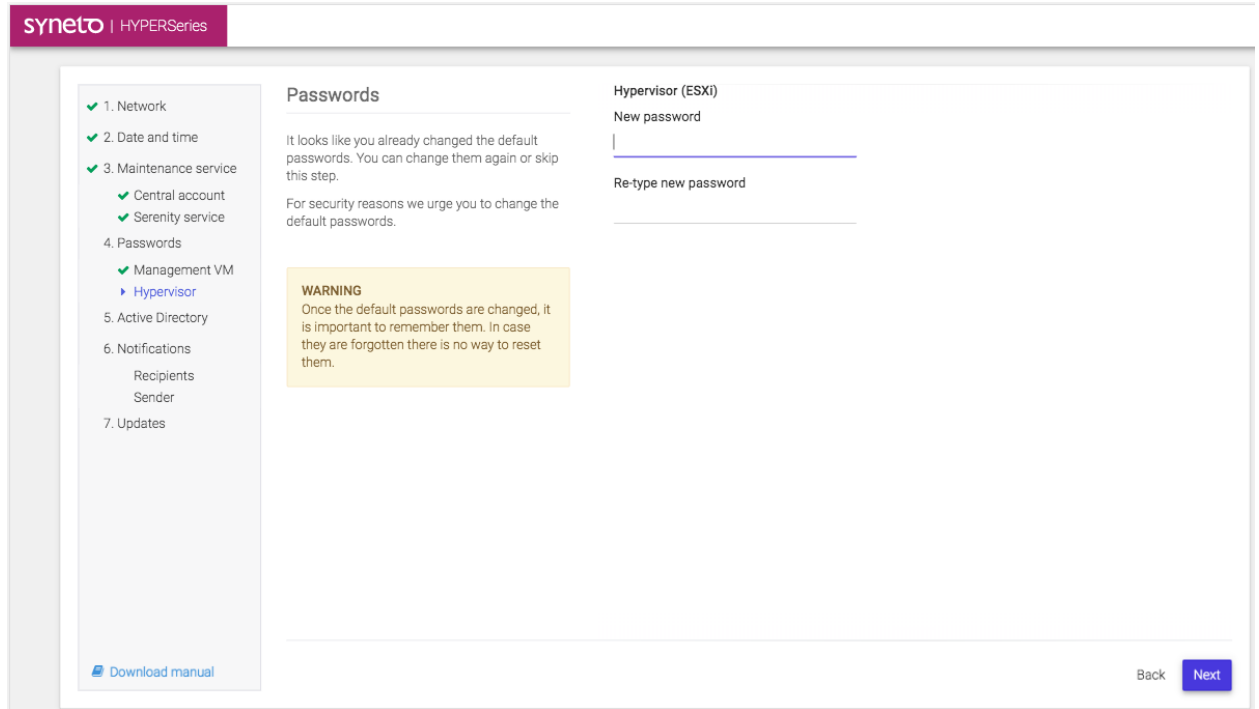 syneto | HYPERSeries
1. Network
2. Date and time
3. Maintenance service
Central account
Serenity service
4. Passwords
Management VM
Hypervisor
5. Active Directory
6. Notifications
Recipients
Sender
7. Updates
Download manual
Passwords
It looks like you already changed the default
passwords. You can change them again or skip
this step.
For security reasons we urge you to change the
default passwords.
WARNING
Once the default passwords are changed, it
is important to remember them. In case
they are forgotten there is no way to reset
them.
Hypervisor (ESXi)
New password
Re-type new password
Back
Next